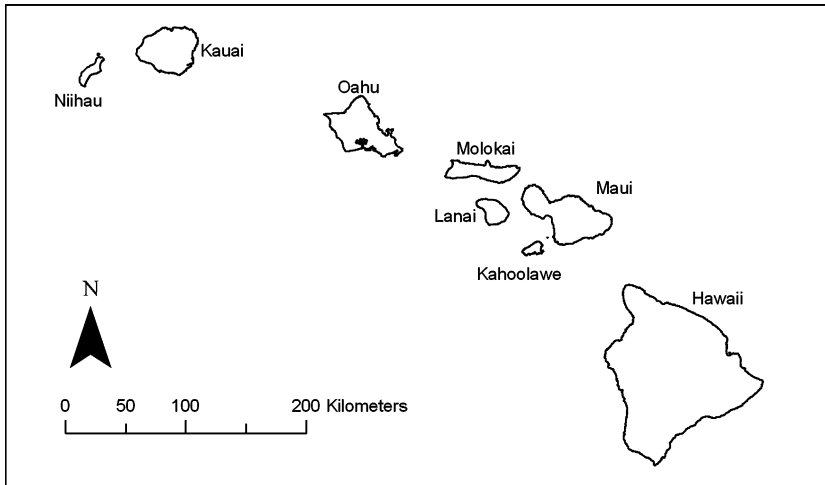 Kauai
Niihau
Oahu
Molokai
Maui
Lanai
Kahoolawe
Hawaii
N
0 50 100 200 Kilometers